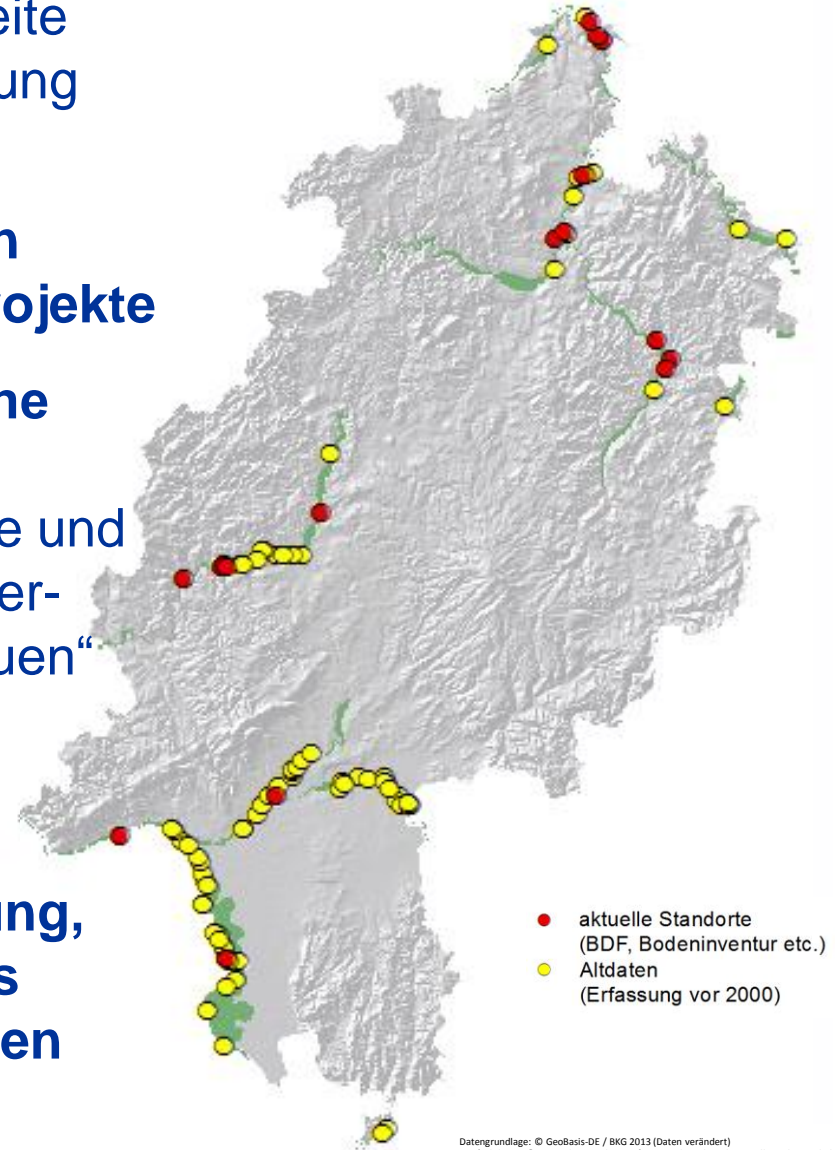 eite
ung
n
rojekte
ne
e und
er-
uen“
ung,
s
en
aktuelle Standorte
(BDF, Bodeninventur etc.)
Altdaten
(Erfassung vor 2000)
Datengrundlage: © GeoBasis-DE / BKG 2013 (Daten verändert)